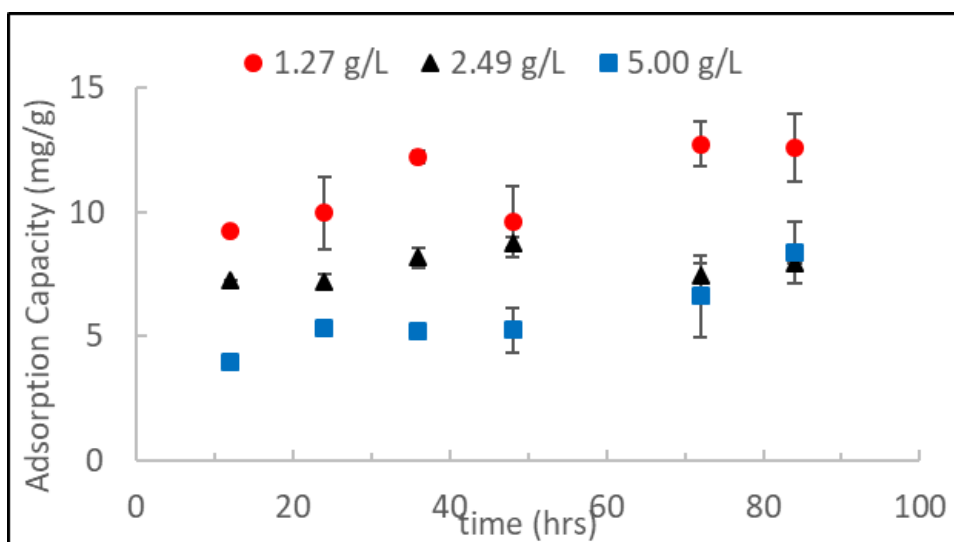 1.27 g/L 2.49 g/L 5.00 g/L
Adsorption Capacity (mg/g)
15
10
5
0
0 20 40 60 80 100
time (hrs)